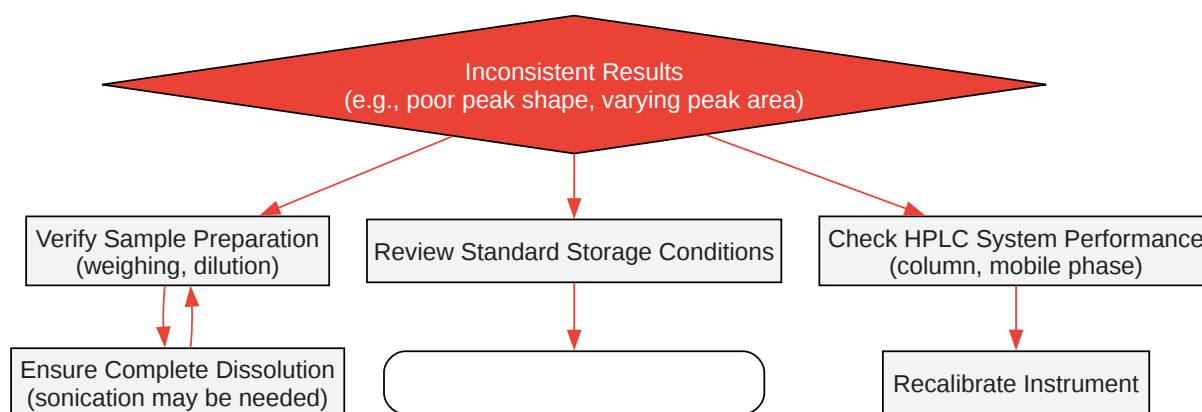 Inconsistent Results
(e.g., poor peak shape, varying peak area)
Verify Sample Preparation
(weighing, dilution)
Review Standard Storage Conditions
Check HPLC System Performance
(column, mobile phase)
Ensure Complete Dissolution
(sonication may be needed)
Recalibrate Instrument